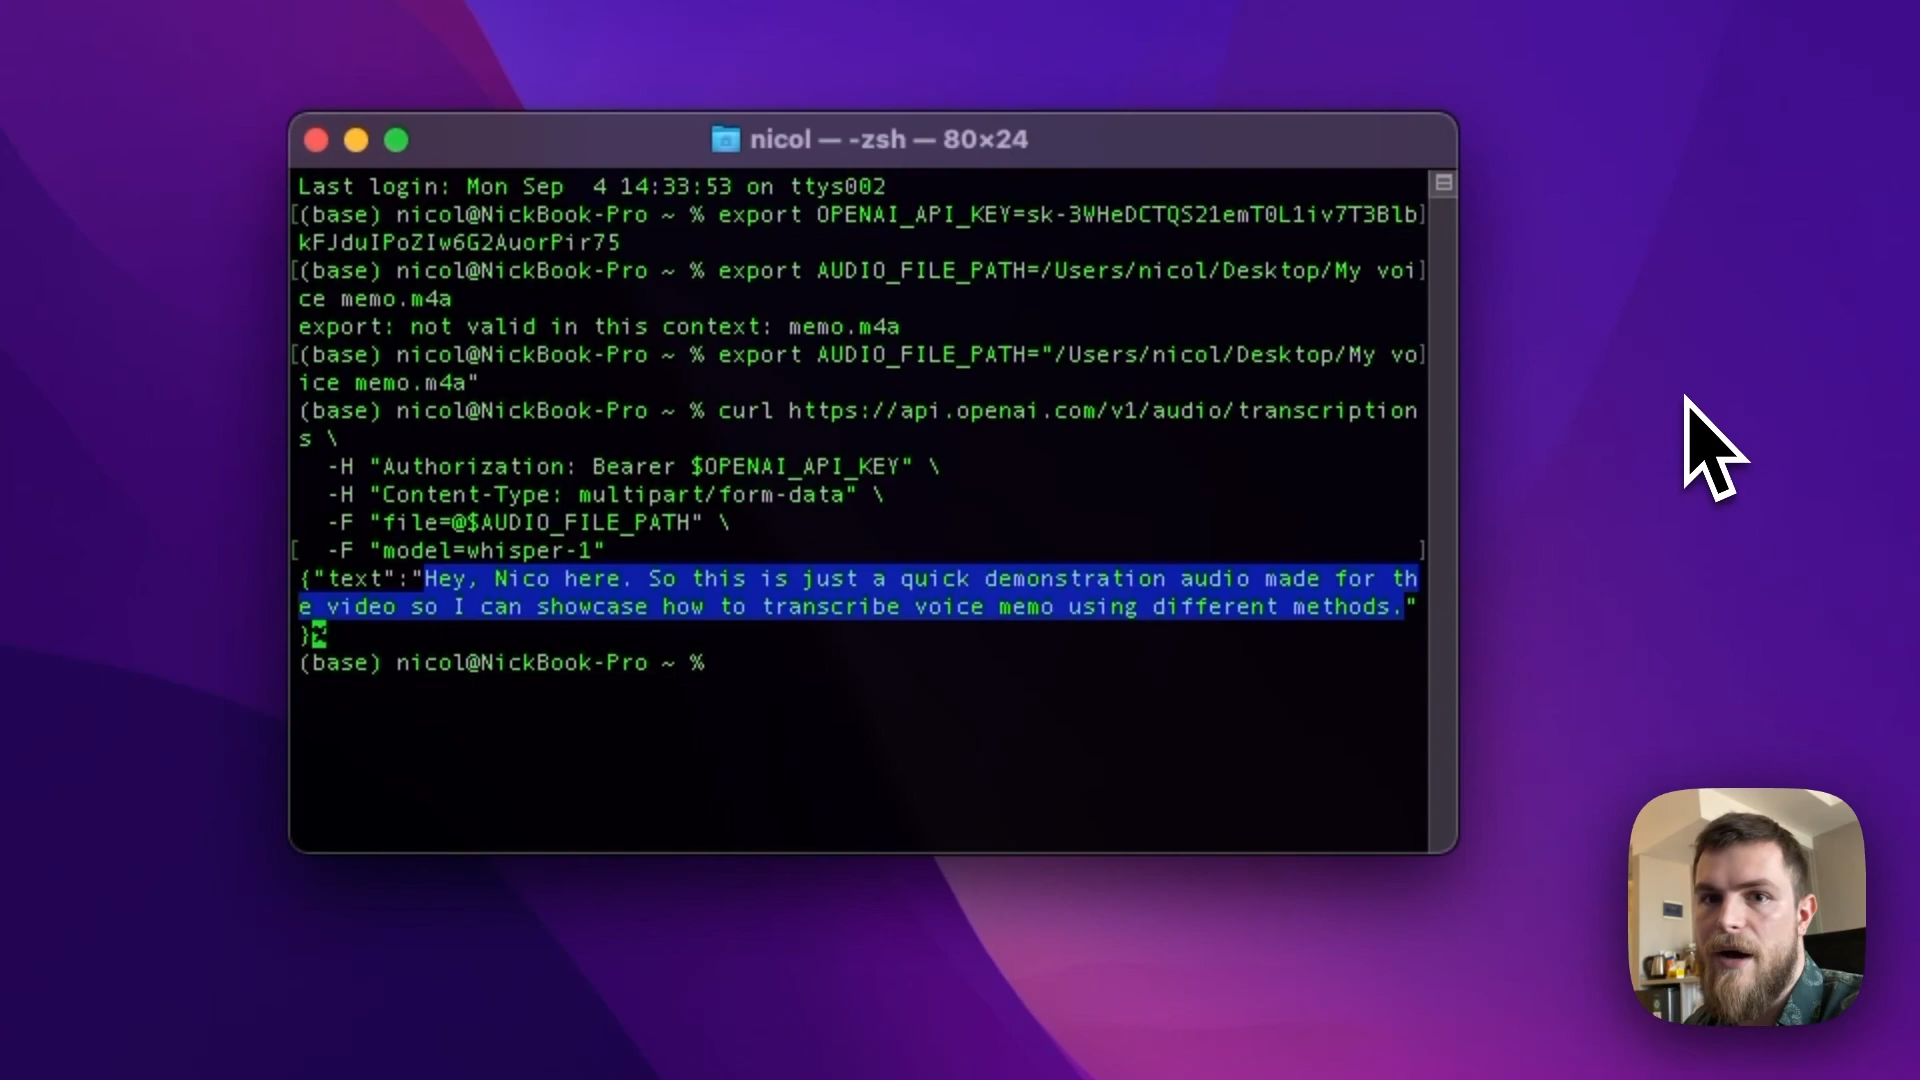 nicol — -zsh — 80×24
Last login: Mon Sep  4 14:33:53 on ttys002
[(base) nicol@NickBook-Pro ~ % export OPENAI_API_KEY=sk-3WHeDCTQS21emT0L1iv7T3Blb]
kFJduIPoZIw6G2AuorPir75
[(base) nicol@NickBook-Pro ~ % export AUDIO_FILE_PATH=/Users/nicol/Desktop/My voi]
ce memo.m4a
export: not valid in this context: memo.m4a
[(base) nicol@NickBook-Pro ~ % export AUDIO_FILE_PATH="/Users/nicol/Desktop/My vo]
ice memo.m4a"
(base) nicol@NickBook-Pro ~ % curl https://api.openai.com/v1/audio/transcription
s \
  -H "Authorization: Bearer $OPENAI_API_KEY" \
  -H "Content-Type: multipart/form-data" \
  -F "file=@$AUDIO_FILE_PATH" \
[  -F "model=whisper-1" ]
{"text":"Hey, Nico here. So this is just a quick demonstration audio made for th
e video so I can showcase how to transcribe voice memo using different methods."
}%
(base) nicol@NickBook-Pro ~ %